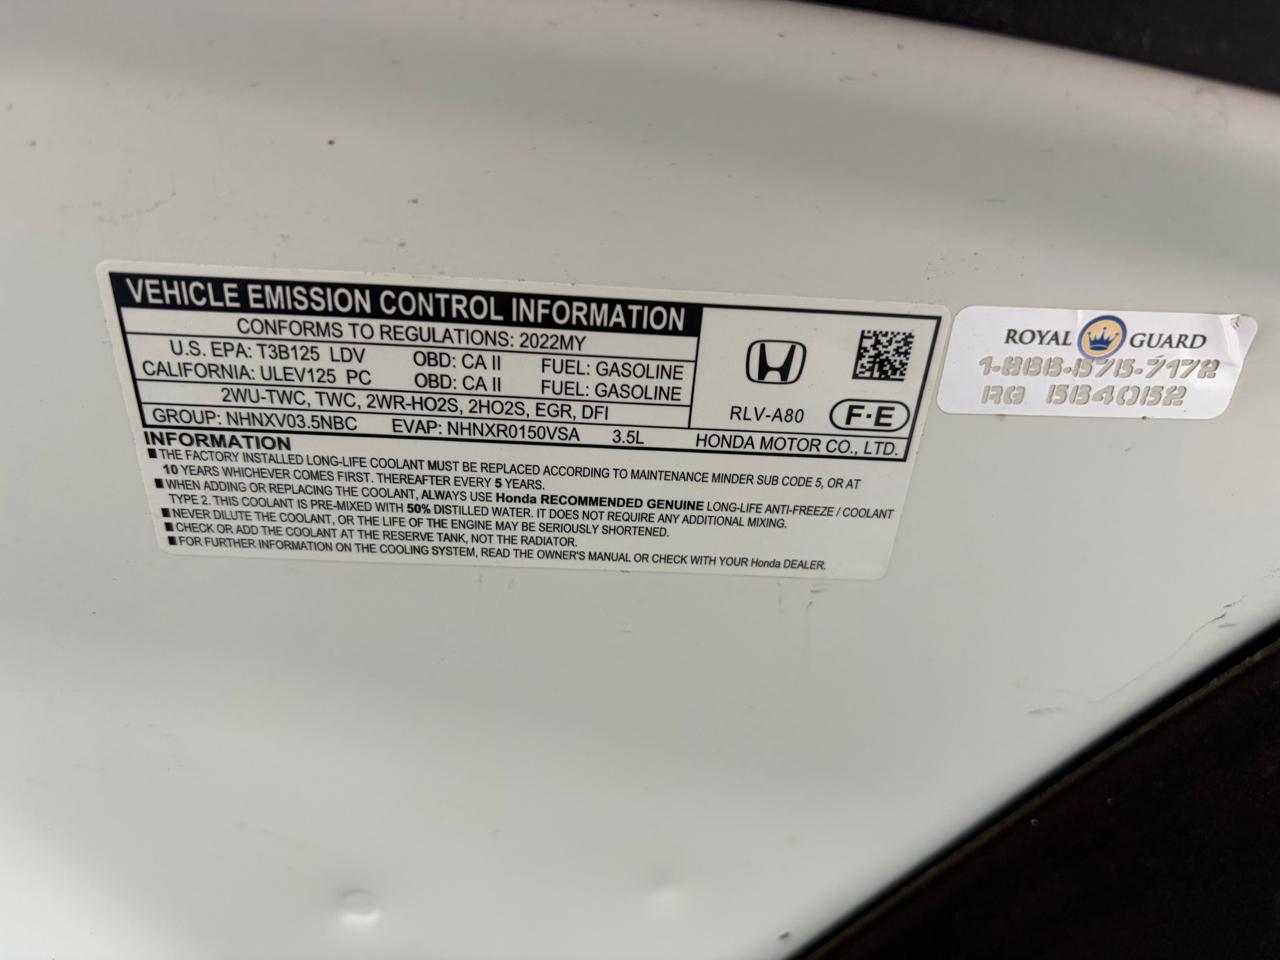 VEHICLE EMISSION CONTROL INFORMATION
CONFORMS TO REGULATIONS: 2022MY
U.S. EPA: T3B125 LDV OBD: CA II FUEL: GASOLINE
CALIFORNIA: ULEV125 PC OBD: CA II FUEL: GASOLINE
2WU-TWC, TWC, 2WR-HO2S, 2HO2S, EGR, DFI
GROUP: NHNXV03.5NBC EVAP: NHNXR0150VSA 3.5L
RLV-A80 F·E
HONDA MOTOR CO., LTD.
INFORMATION
■ THE FACTORY INSTALLED LONG-LIFE COOLANT MUST BE REPLACED ACCORDING TO MAINTENANCE MINDER SUB CODE 5, OR AT
10 YEARS WHICHEVER COMES FIRST. THEREAFTER EVERY 5 YEARS.
■ WHEN ADDING OR REPLACING THE COOLANT, ALWAYS USE Honda RECOMMENDED GENUINE LONG-LIFE ANTI-FREEZE / COOLANT
TYPE 2. THIS COOLANT IS PRE-MIXED WITH 50% DISTILLED WATER. IT DOES NOT REQUIRE ANY ADDITIONAL MIXING.
■ NEVER DILUTE THE COOLANT, OR THE LIFE OF THE ENGINE MAY BE SERIOUSLY SHORTENED.
■ CHECK OR ADD THE COOLANT AT THE RESERVE TANK, NOT THE RADIATOR.
■ FOR FURTHER INFORMATION ON THE COOLING SYSTEM, READ THE OWNER'S MANUAL OR CHECK WITH YOUR Honda DEALER.
ROYAL GUARD
1-866-575-7172
RG 5640152